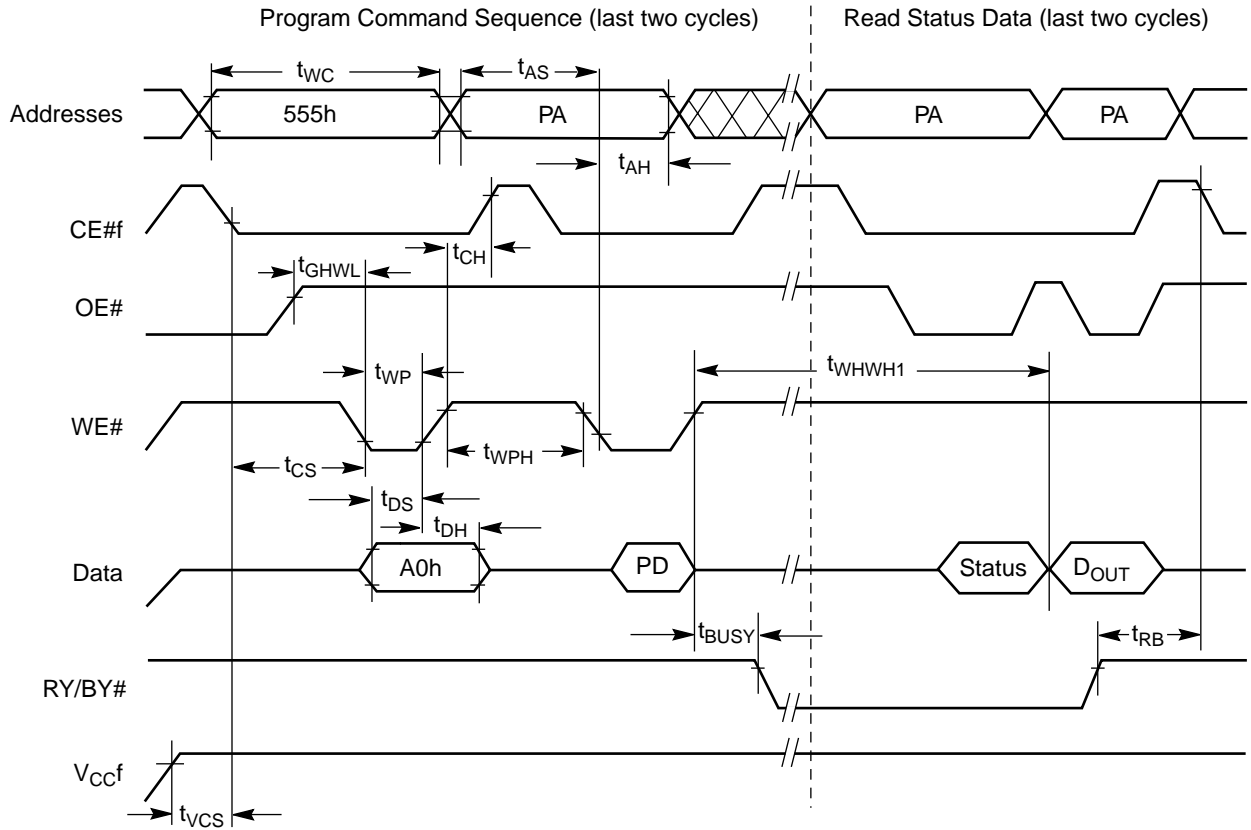 Program Command Sequence (last two cycles) Read Status Data (last two cycles)
tWC tAS
Addresses 555h PA PA PA
tAH
CE#f
tCH
tGHWL
OE#
tWP tWHWH1
WE#
tCS tWPH
tDS
tDH
Data A0h PD Status DOUT
tBUSY tRB
RY/BY#
VCCf
tVCS